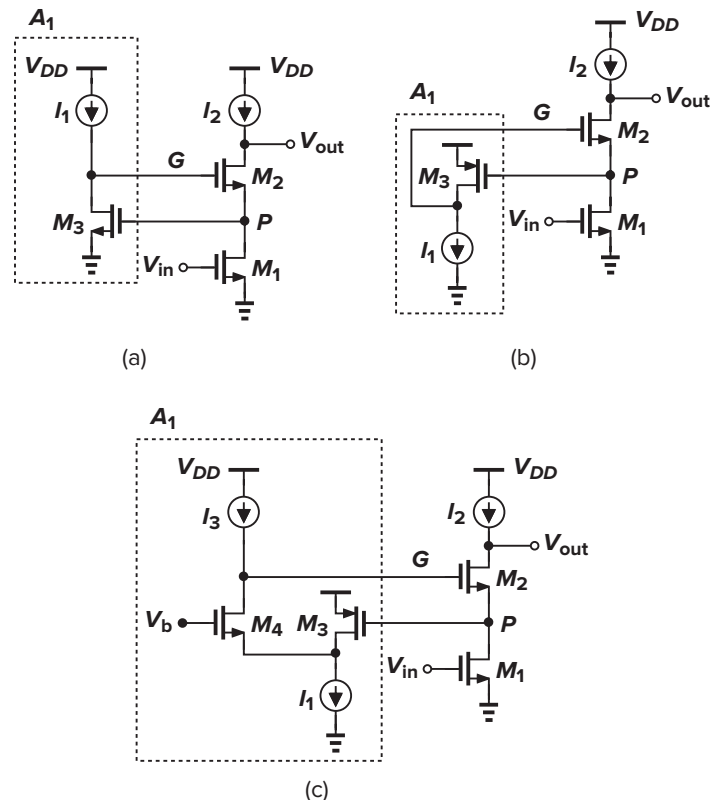 A1
VDD
VDD
I1
I2
Vout
G
M2
M3
P
Vin
M1
(a)
VDD
I2
A1
Vout
G
M2
M3
P
Vin
M1
I1
(b)
A1
VDD
VDD
I3
I2
Vout
G
M2
Vb
M4
M3
P
Vin
M1
I1
(c)